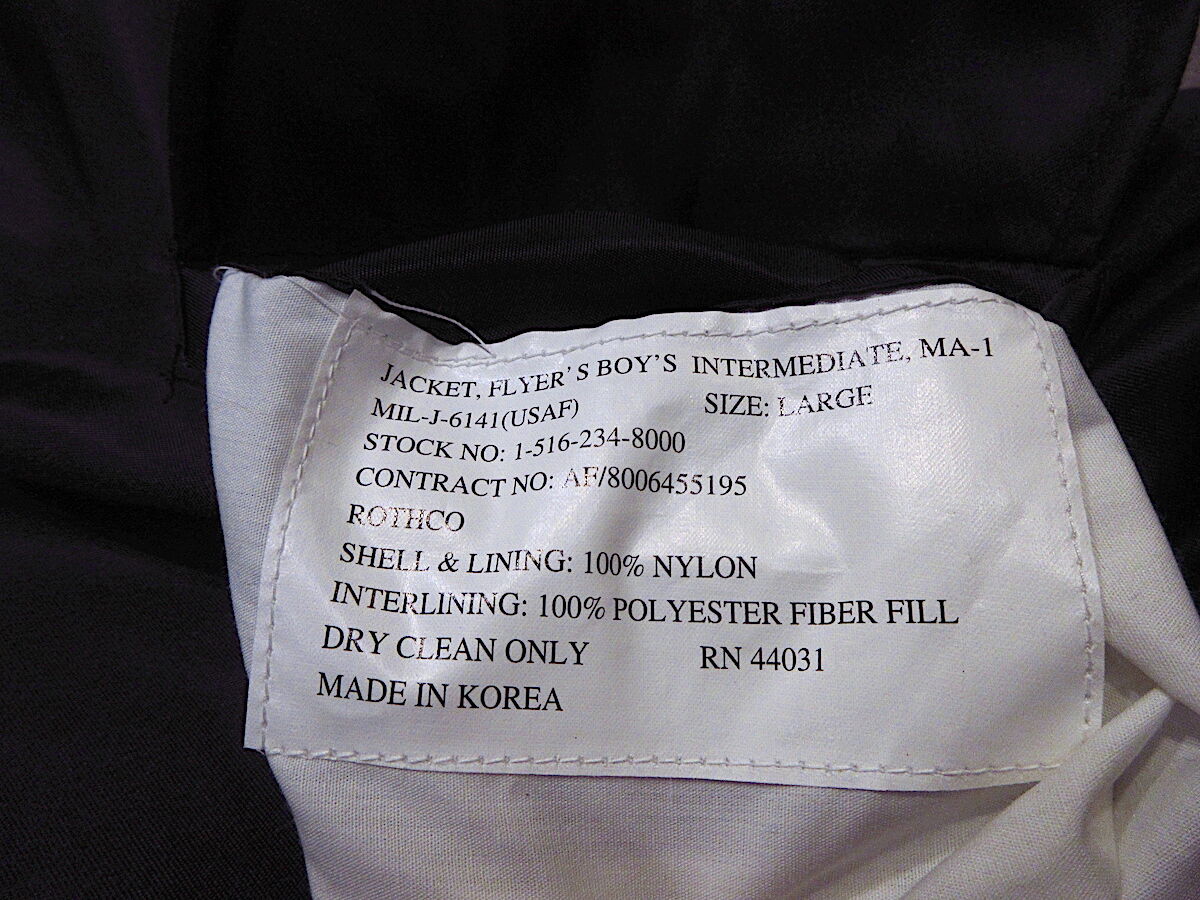 JACKET, FLYER'S BOY'S INTERMEDIATE, MA-1
MIL-J-6141(USAF) SIZE: LARGE
STOCK NO: 1-516-234-8000
CONTRACT NO: AF/8006455195
ROTHCO
SHELL & LINING: 100% NYLON
INTERLINING: 100% POLYESTER FIBER FILL
DRY CLEAN ONLY RN 44031
MADE IN KOREA